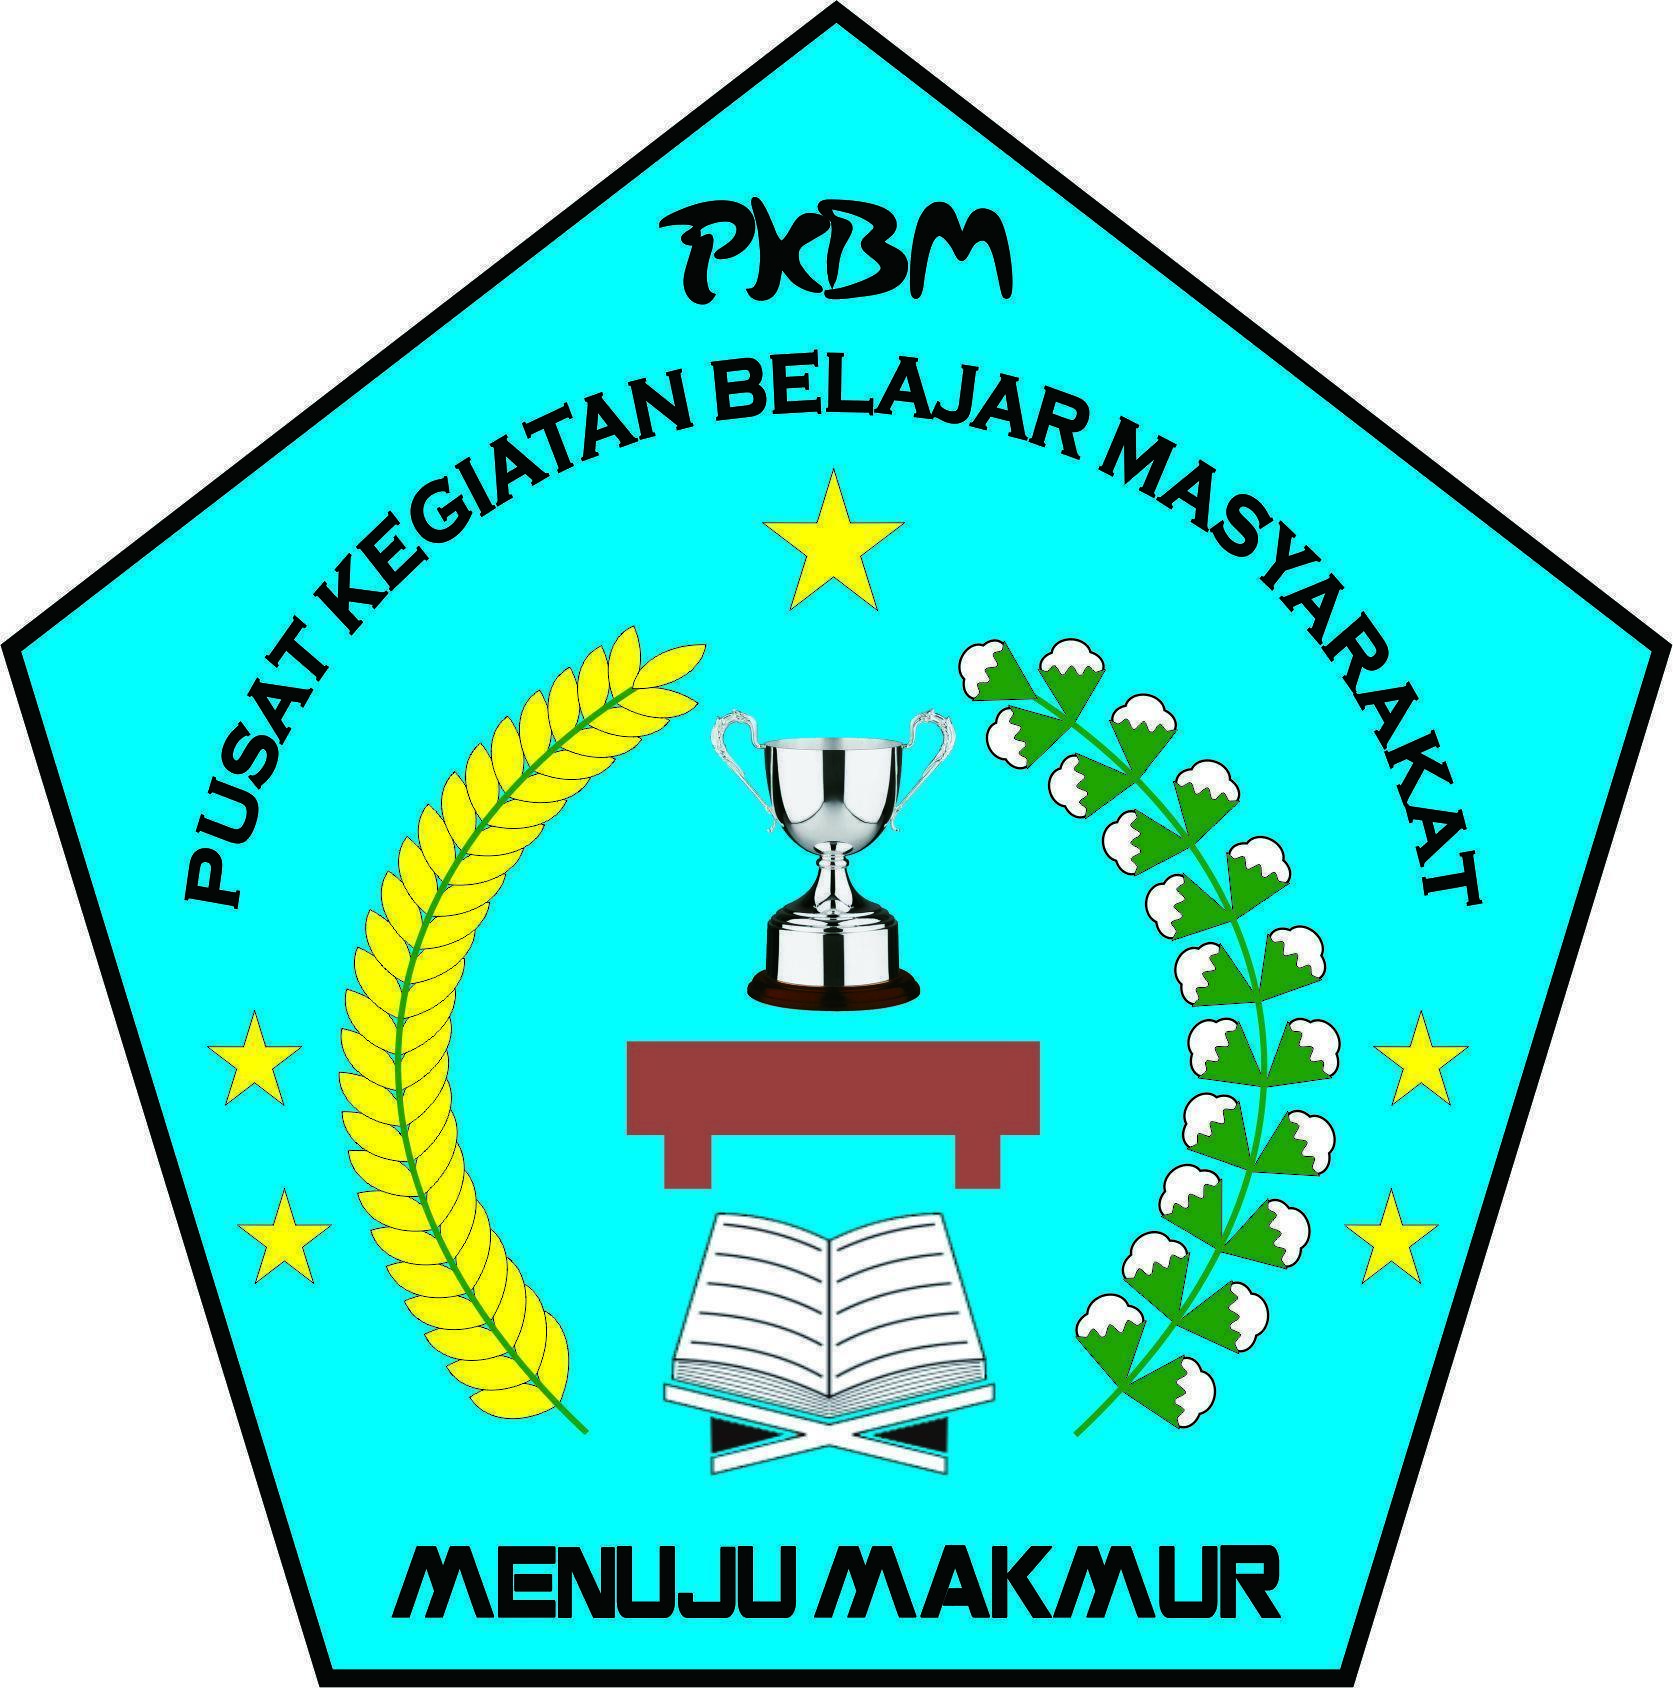 PKBM
PUSAT KEGIATAN BELAJAR MASYARAKAT
MENUJU MAKMUR